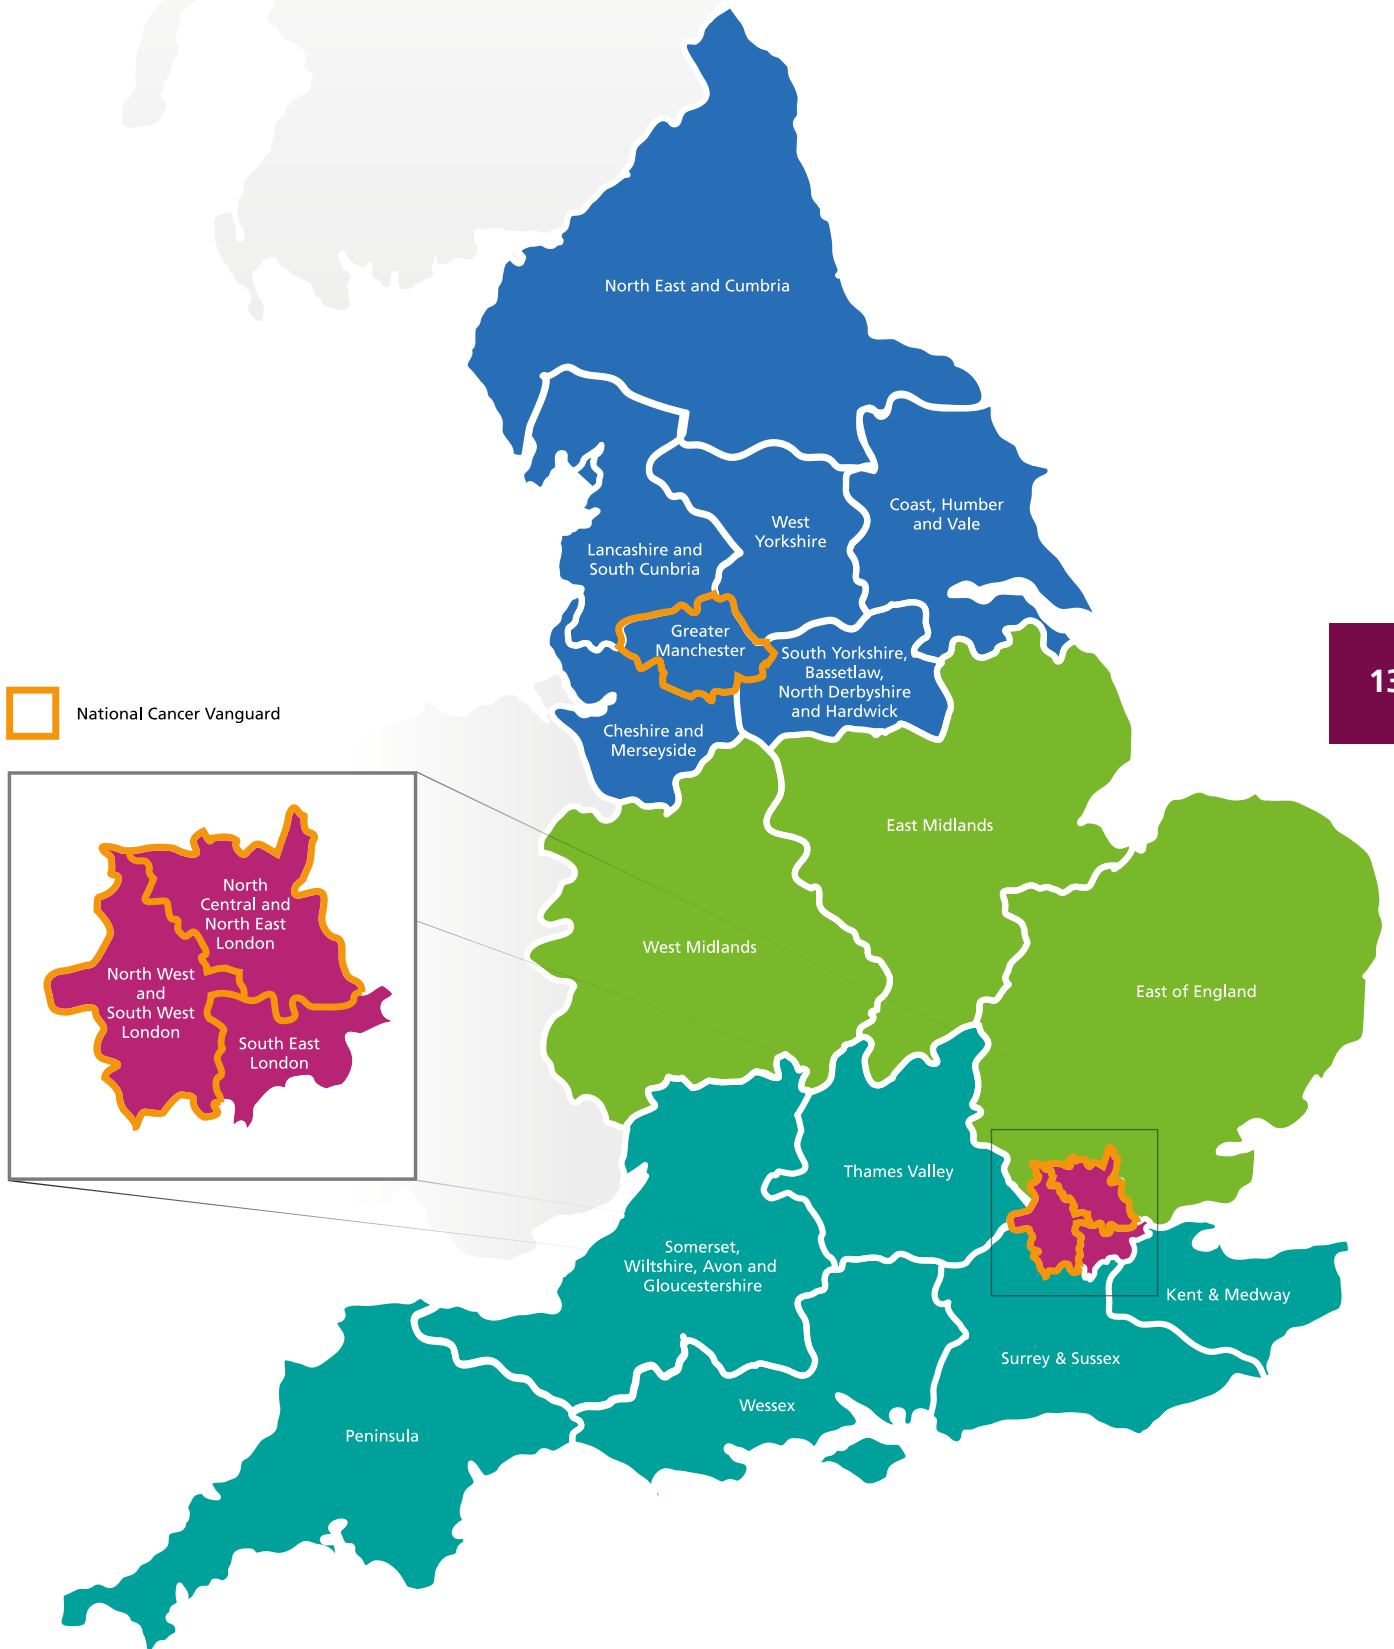 North East and Cumbria
Coast, Humber
and Vale
West
Yorkshire
Lancashire and
South Cunbria
Greater
Manchester
South Yorkshire,
Bassetlaw,
North Derbyshire
and Hardwick
13
National Cancer Vanguard
Cheshire and
Merseyside
East Midlands
North
Central and
North East
London
West Midlands
North West
and
South West
London
East of England
South East
London
Thames Valley
Somerset,
Wiltshire, Avon and
Gloucestershire
Kent & Medway
Surrey & Sussex
Wessex
Peninsula